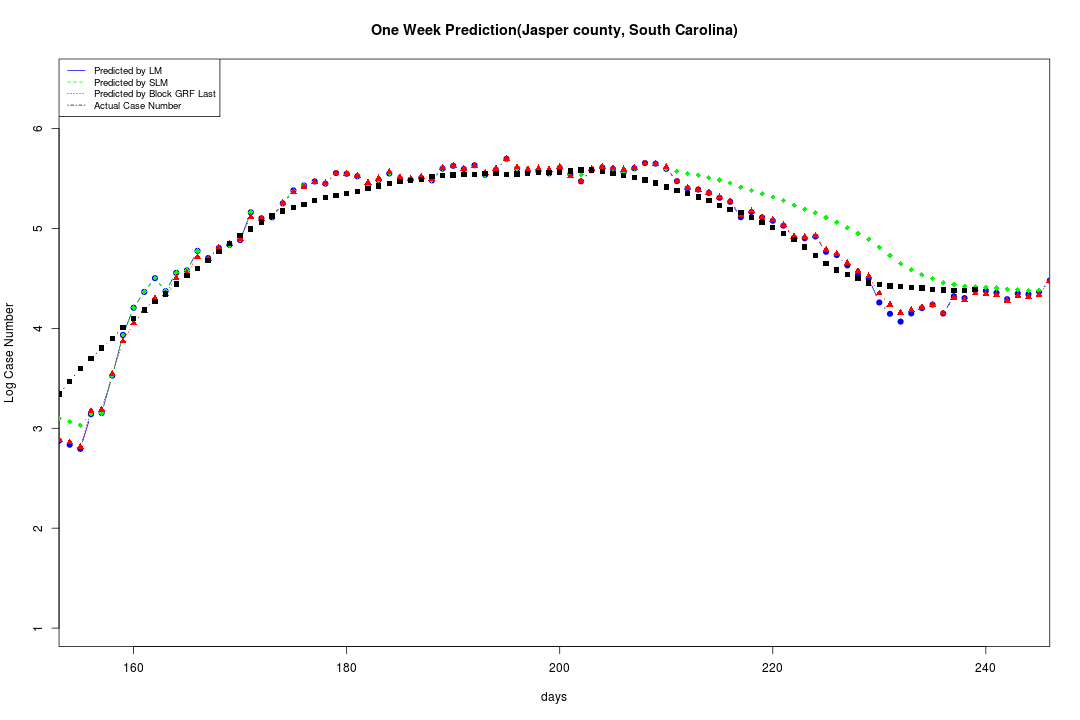 One Week Prediction(Jasper county, South Carolina)
Predicted by LM
Predicted by SLM
Predicted by Block GRF Last
Actual Case Number
6
5
4
3
2
1
Log Case Number
160 180 200 220 240
days